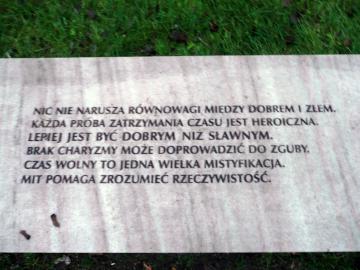 NIC NIE NARUSZA RÓWNOWAGI MIĘDZY DOBREM I ZŁEM.
KAŻDA PRÓBA ZATRZYMANIA CZASU JEST HEROICZNA.
LEPIEJ JEST BYĆ DOBRYM NIŻ SŁAWNYM.
BRAK CHARYZMY MOŻE DOPROWADZIĆ DO ZGUBY.
CZAS WOLNY TO JEDNA WIELKA MISTYFIKACJA.
MIT POMAGA ZROZUMIEĆ RZECZYWISTOŚĆ.